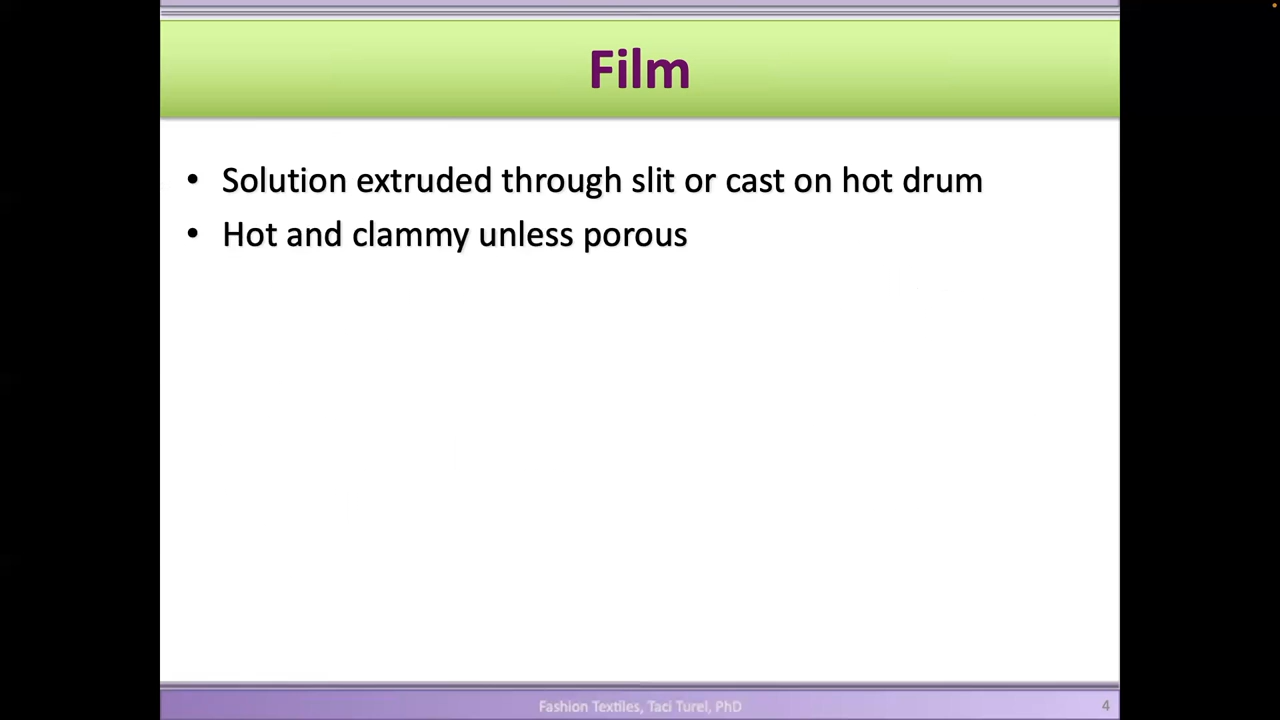 Film
• Solution extruded through slit or cast on hot drum
• Hot and clammy unless porous
Fashion Textiles, Taci Turel, PhD
4